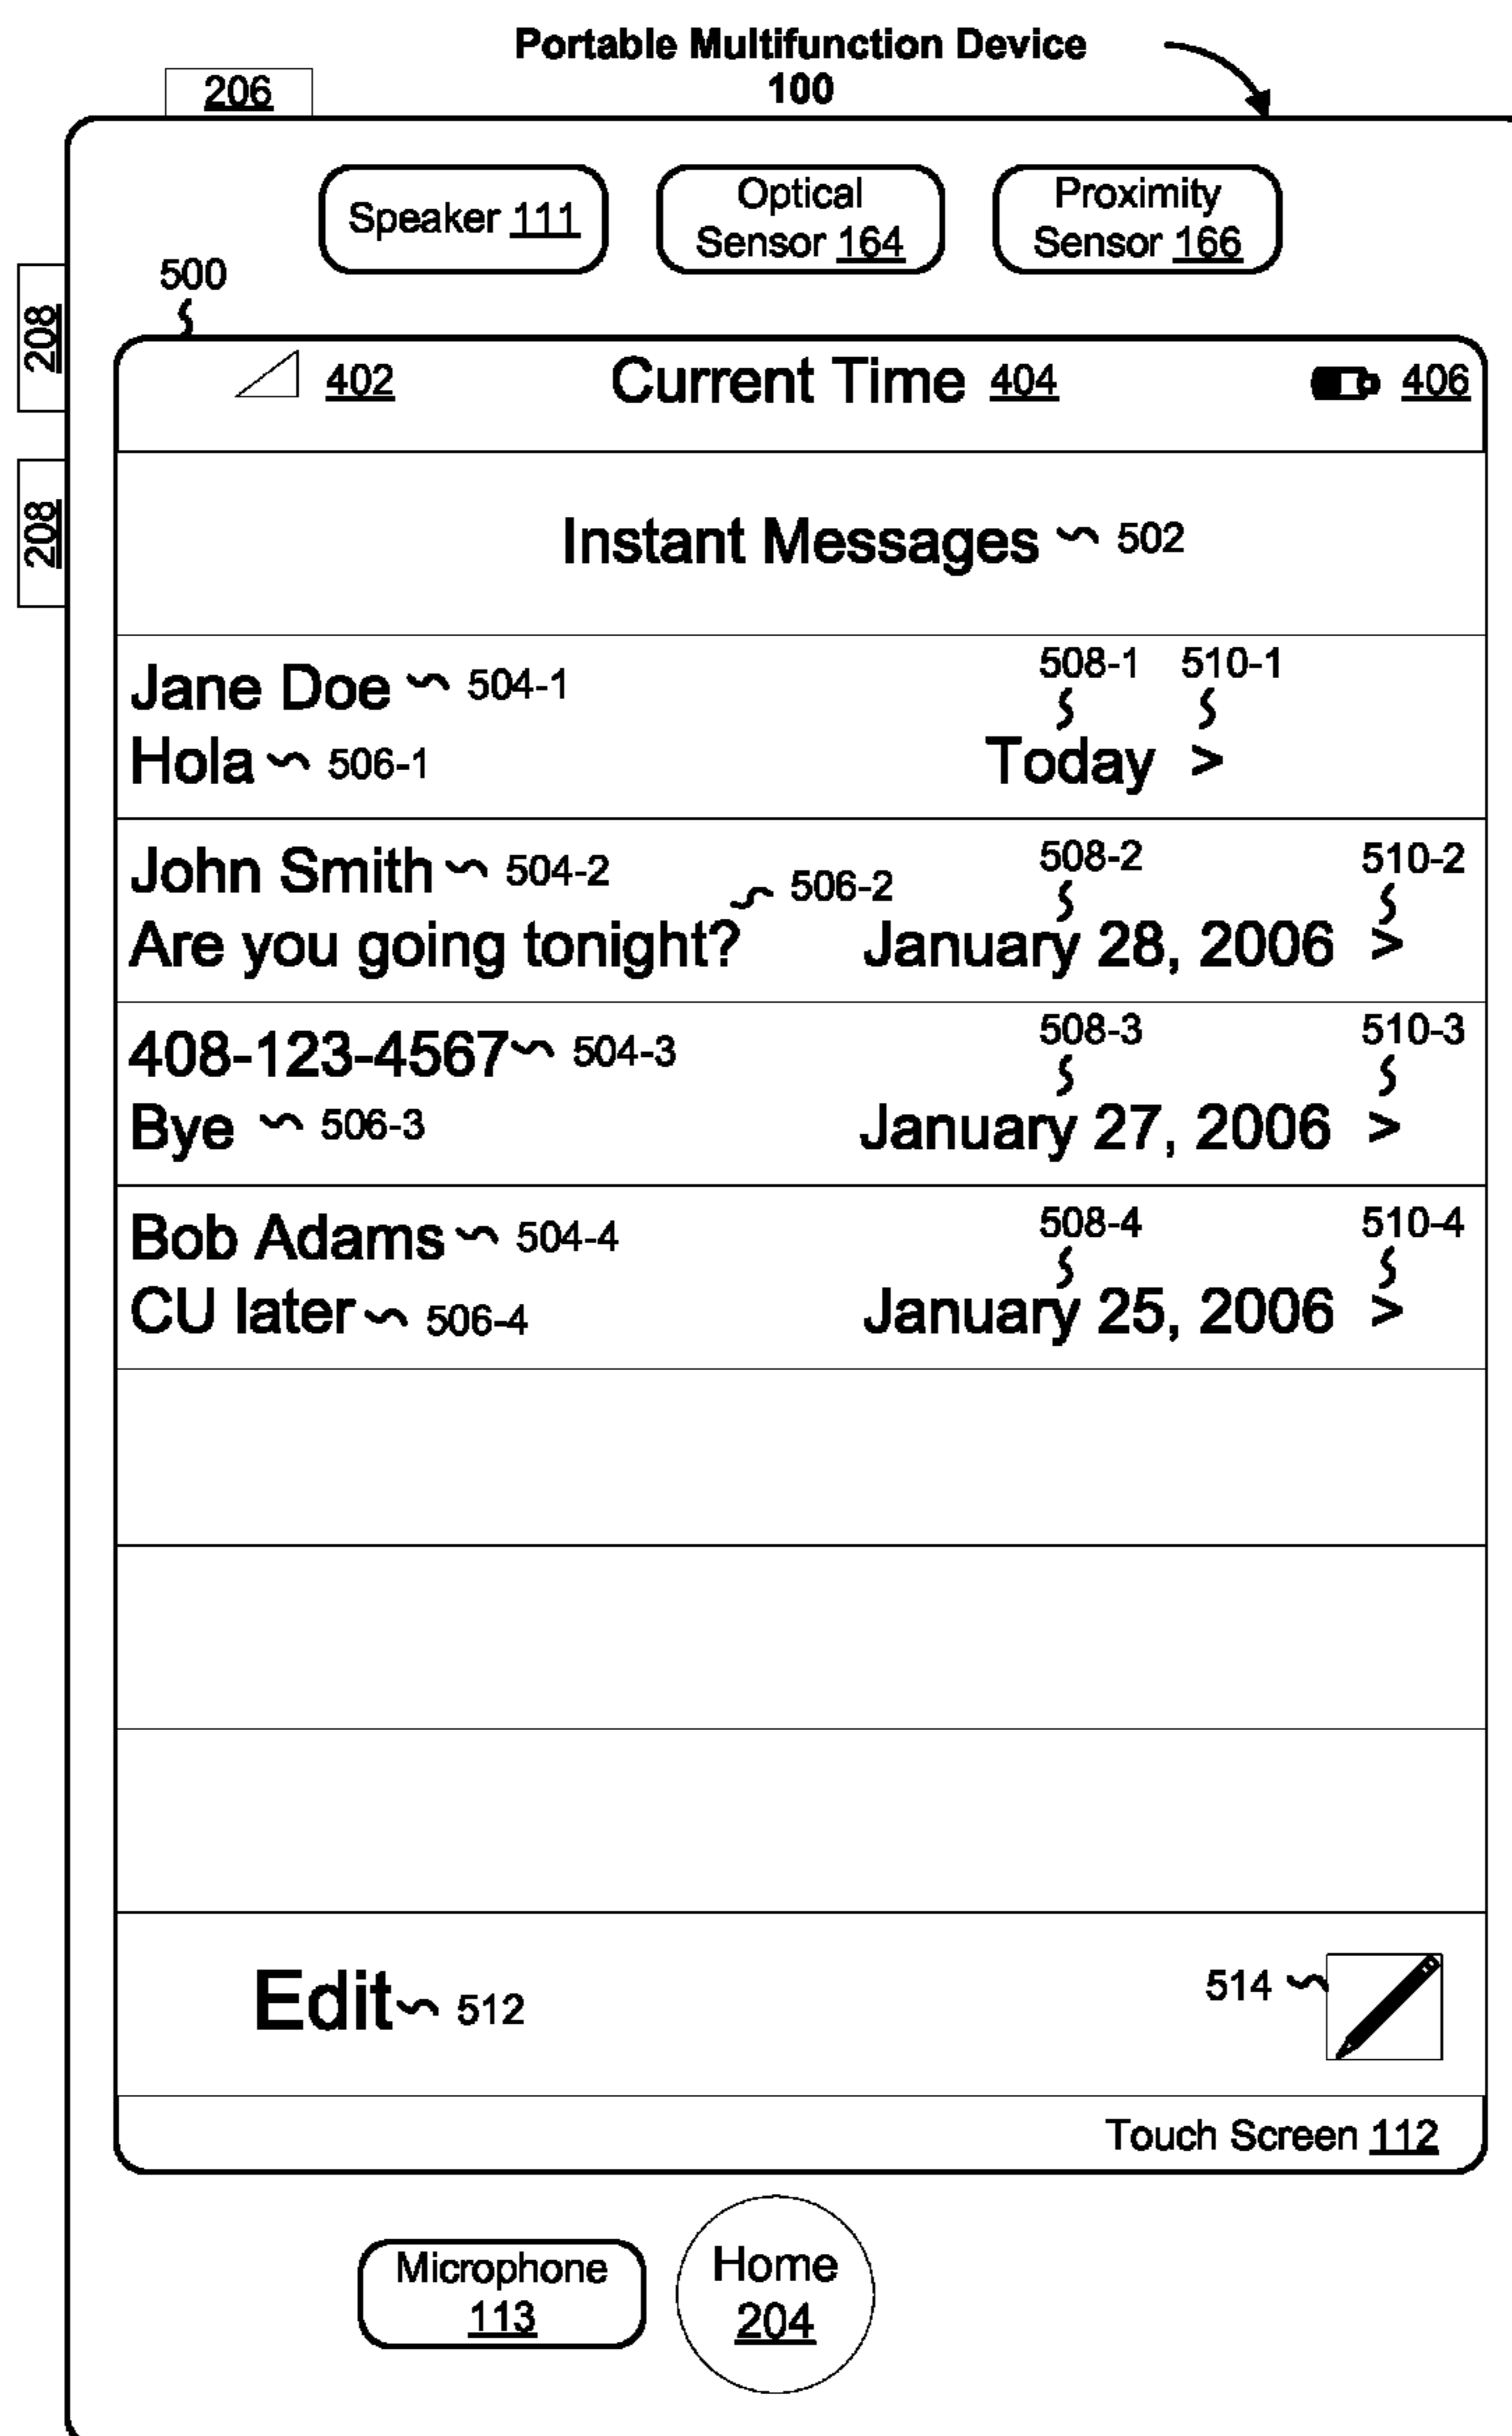 Portable Multifunction Device
100
206
Speaker 111
Optical
Sensor 164
Proximity
Sensor 166
500
208
208
402 Current Time 404 406
Instant Messages 502
Jane Doe 504-1 508-1 510-1
Hola 506-1 Today >
John Smith 504-2 506-2 508-2 510-2
Are you going tonight? January 28, 2006 >
408-123-4567 504-3 508-3 510-3
Bye 506-3 January 27, 2006 >
Bob Adams 504-4 508-4 510-4
CU later 506-4 January 25, 2006 >
Edit 512 514
Touch Screen 112
Microphone
113
Home
204